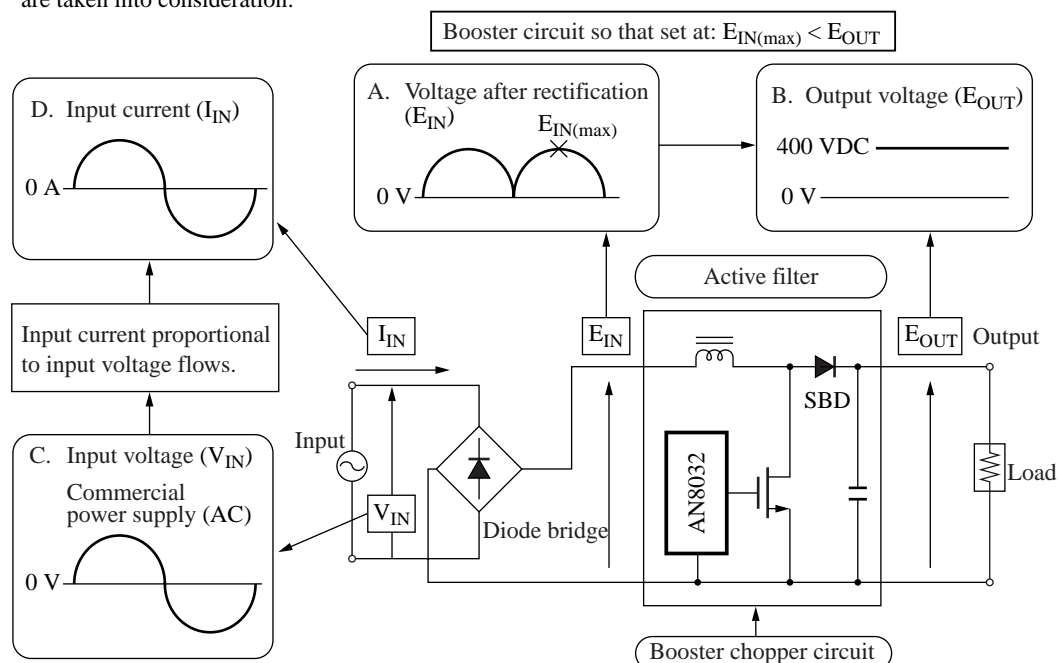 are taken into consideration.
Booster circuit so that set at: E_IN(max) < E_OUT
D. Input current (I_IN)
0 A
A. Voltage after rectification
(E_IN)
E_IN(max)
0 V
B. Output voltage (E_OUT)
400 VDC
0 V
Active filter
Input current proportional
to input voltage flows.
I_IN
E_IN
E_OUT
Output
SBD
Input
C. Input voltage (V_IN)
Commercial
power supply (AC)
0 V
V_IN
Diode bridge
AN8032
Load
Booster chopper circuit